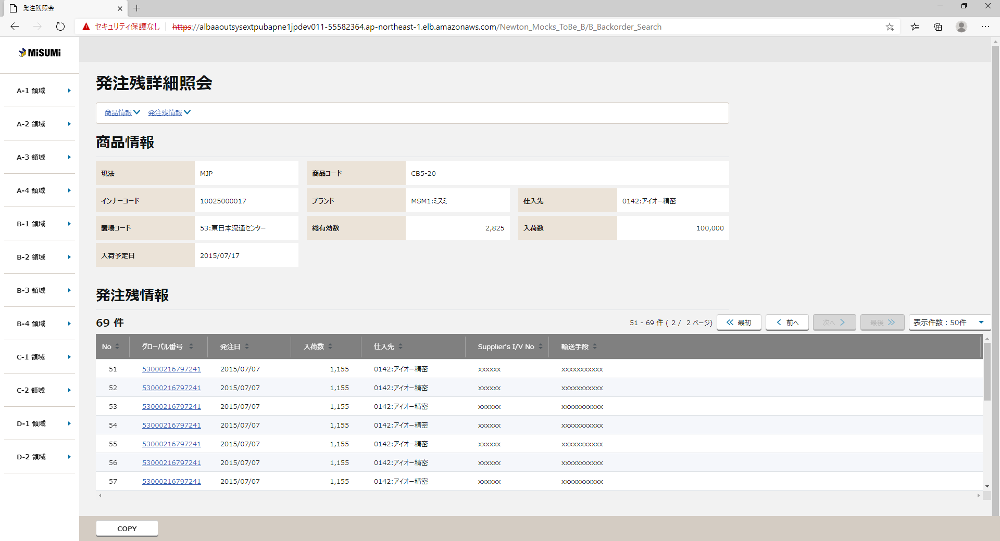 発注残照会
セキュリティ保護なし https://albaaoutsysextpubapne1jpdev011-55582364.ap-northeast-1.elb.amazonaws.com/Newton_Mocks_ToBe_B/B_Backorder_Search
MiSUMi
A-1 領域
A-2 領域
A-3 領域
A-4 領域
B-1 領域
B-2 領域
B-3 領域
B-4 領域
C-1 領域
C-2 領域
D-1 領域
D-2 領域
発注残詳細照会
商品情報 発注残情報
商品情報
現法 MJP 商品コード CB5-20
インナーコード 10025000017 ブランド MSM1:ミスミ 仕入先 0142:アイオー精密
置場コード 53:東日本流通センター 総有効数 2,825 入荷数 100,000
入荷予定日 2015/07/17
発注残情報
69 件 51 - 69 件 ( 2 / 2 ページ) 最初 前へ 次へ 最後 表示件数：50件
No グローバル番号 発注日 入荷数 仕入先 Supplier's I/V No 輸送手段
51 53000216797241 2015/07/07 1,155 0142:アイオー精密 xxxxxx xxxxxxxxxxx
52 53000216797241 2015/07/07 1,155 0142:アイオー精密 xxxxxx xxxxxxxxxxx
53 53000216797241 2015/07/07 1,155 0142:アイオー精密 xxxxxx xxxxxxxxxxx
54 53000216797241 2015/07/07 1,155 0142:アイオー精密 xxxxxx xxxxxxxxxxx
55 53000216797241 2015/07/07 1,155 0142:アイオー精密 xxxxxx xxxxxxxxxxx
56 53000216797241 2015/07/07 1,155 0142:アイオー精密 xxxxxx xxxxxxxxxxx
57 53000216797241 2015/07/07 1,155 0142:アイオー精密 xxxxxx xxxxxxxxxxx
COPY